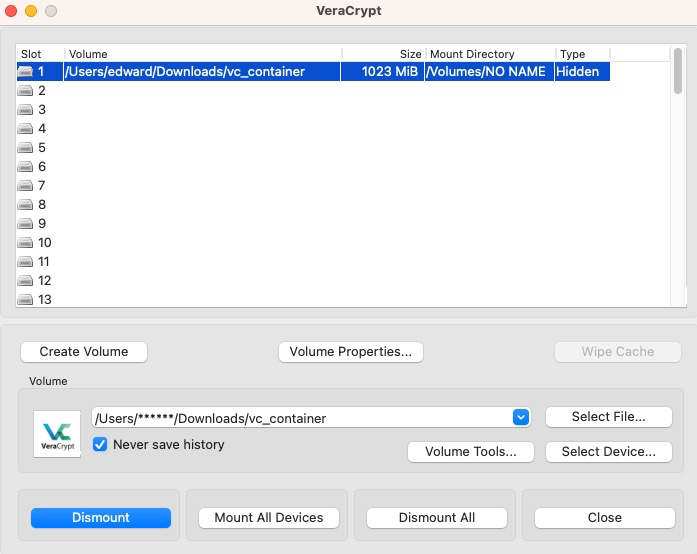 VeraCrypt
Slot Volume Size Mount Directory Type
1 /Users/edward/Downloads/vc_container 1023 MiB /Volumes/NO NAME Hidden
2
3
4
5
6
7
8
9
10
11
12
13
Create Volume Volume Properties... Wipe Cache
Volume
/Users/******/Downloads/vc_container Select File...
VeraCrypt
Never save history
Volume Tools... Select Device...
Dismount Mount All Devices Dismount All Close